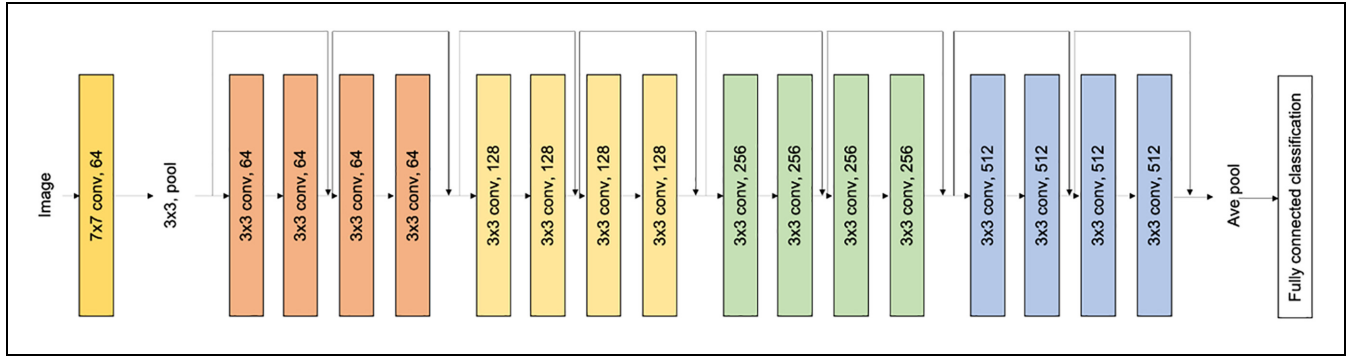 Image
7x7 conv, 64
3x3, pool
3x3 conv, 64
3x3 conv, 64
3x3 conv, 64
3x3 conv, 64
3x3 conv, 128
3x3 conv, 128
3x3 conv, 128
3x3 conv, 128
3x3 conv, 256
3x3 conv, 256
3x3 conv, 256
3x3 conv, 256
3x3 conv, 512
3x3 conv, 512
3x3 conv, 512
3x3 conv, 512
Ave pool
Fully connected classification